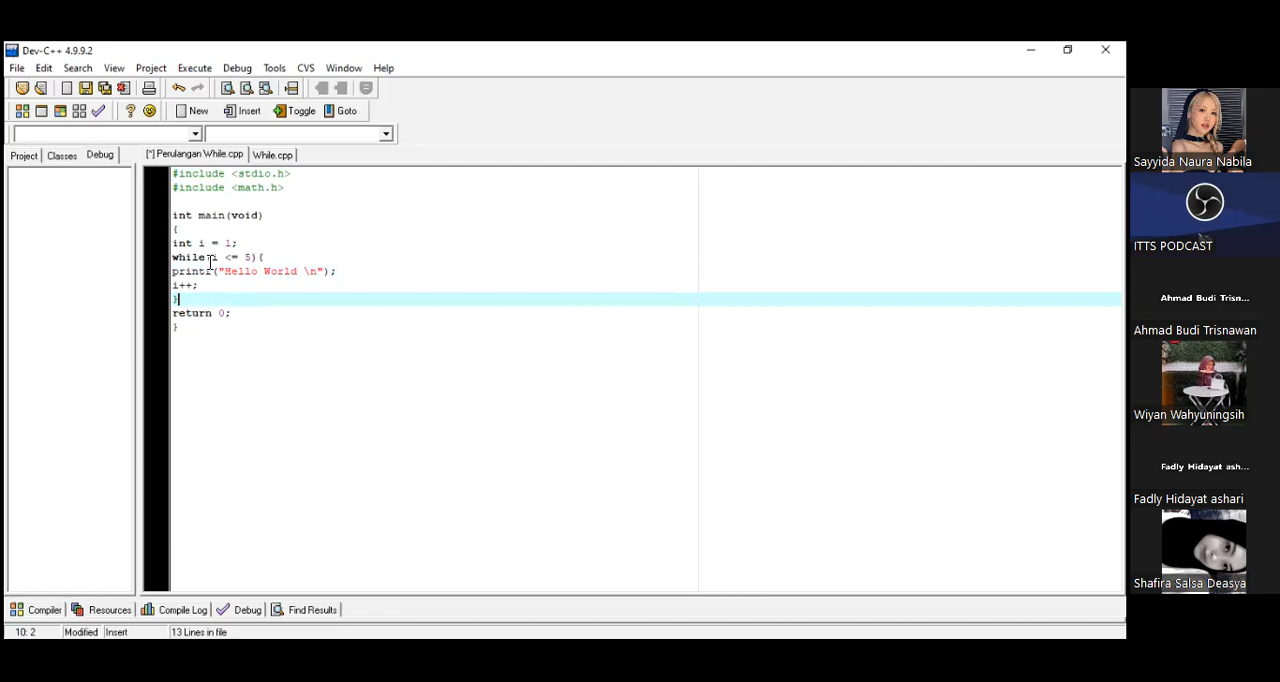 Dev-C++ 4.9.9.2
File Edit Search View Project Execute Debug Tools CVS Window Help
New Insert Toggle Goto
Project Classes Debug [*] Perulangan While.cpp While.cpp
#include <stdio.h>
#include <math.h>
int main(void)
{
int i = 1;
while(i <= 5){
printf("Hello World \n");
i++;
}
return 0;
}
Compiler Resources Compile Log Debug Find Results
10: 2 Modified Insert 13 Lines in file
Sayyida Naura Nabila
ITTS PODCAST
Ahmad Budi Trisn...
Ahmad Budi Trisnawan
Wiyan Wahyuningsih
Fadly Hidayat ash...
Fadly Hidayat ashari
Shafira Salsa Deasya